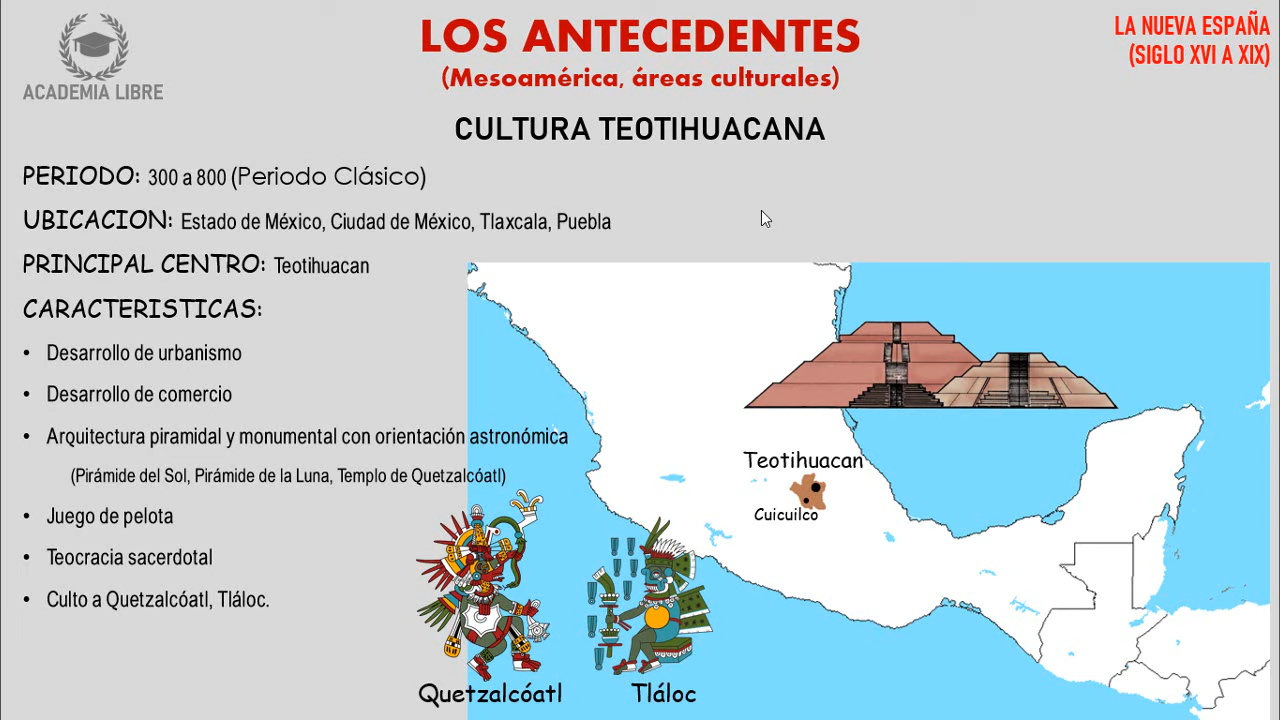 ACADEMIA LIBRE
LOS ANTECEDENTES
(Mesoamérica, áreas culturales)
LA NUEVA ESPAÑA
(SIGLO XVI A XIX)
CULTURA TEOTIHUACANA
PERIODO: 300 a 800 (Periodo Clásico)
UBICACION: Estado de México, Ciudad de México, Tlaxcala, Puebla
PRINCIPAL CENTRO: Teotihuacan
CARACTERISTICAS:
• Desarrollo de urbanismo
• Desarrollo de comercio
• Arquitectura piramidal y monumental con orientación astronómica
(Pirámide del Sol, Pirámide de la Luna, Templo de Quetzalcóatl)
• Juego de pelota
• Teocracia sacerdotal
• Culto a Quetzalcóatl, Tláloc.
Teotihuacan
Cuicuilco
Quetzalcóatl
Tláloc